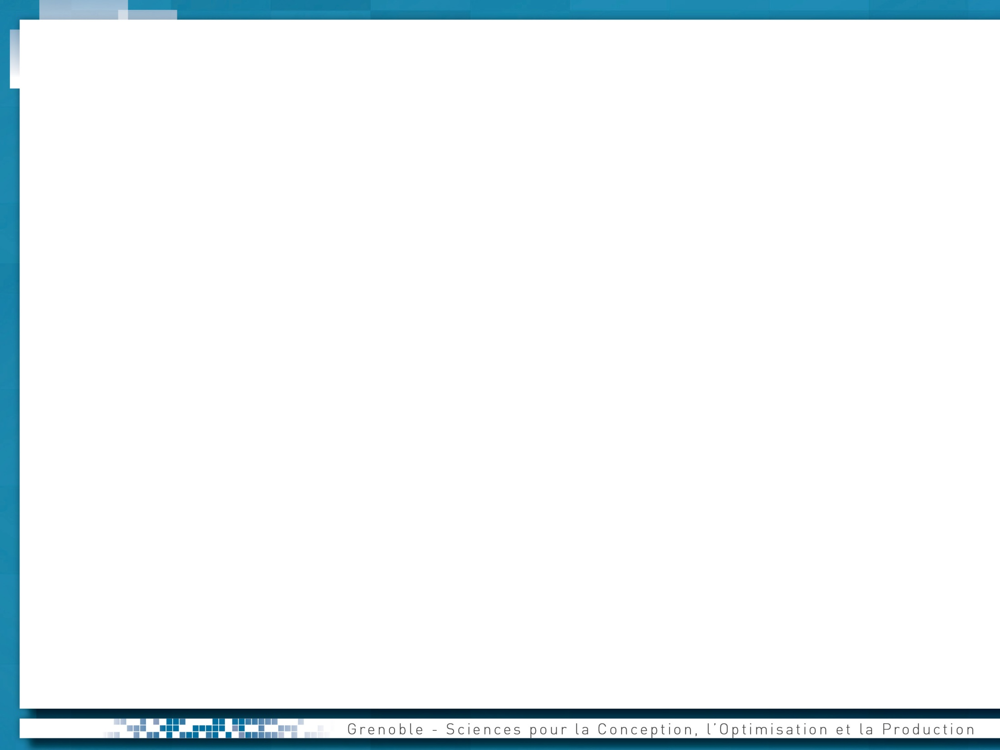 Grenoble - Sciences pour la Conception, l'Optimisation et la Production